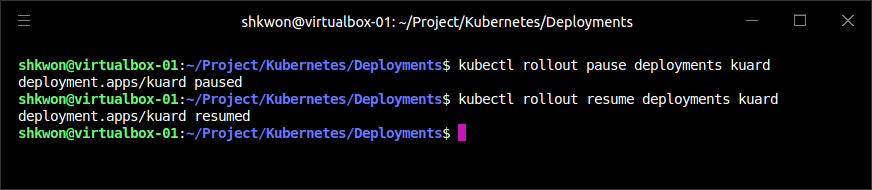 shkwon@virtualbox-01: ~/Project/Kubernetes/Deployments
shkwon@virtualbox-01:~/Project/Kubernetes/Deployments$ kubectl rollout pause deployments kuard
deployment.apps/kuard paused
shkwon@virtualbox-01:~/Project/Kubernetes/Deployments$ kubectl rollout resume deployments kuard
deployment.apps/kuard resumed
shkwon@virtualbox-01:~/Project/Kubernetes/Deployments$